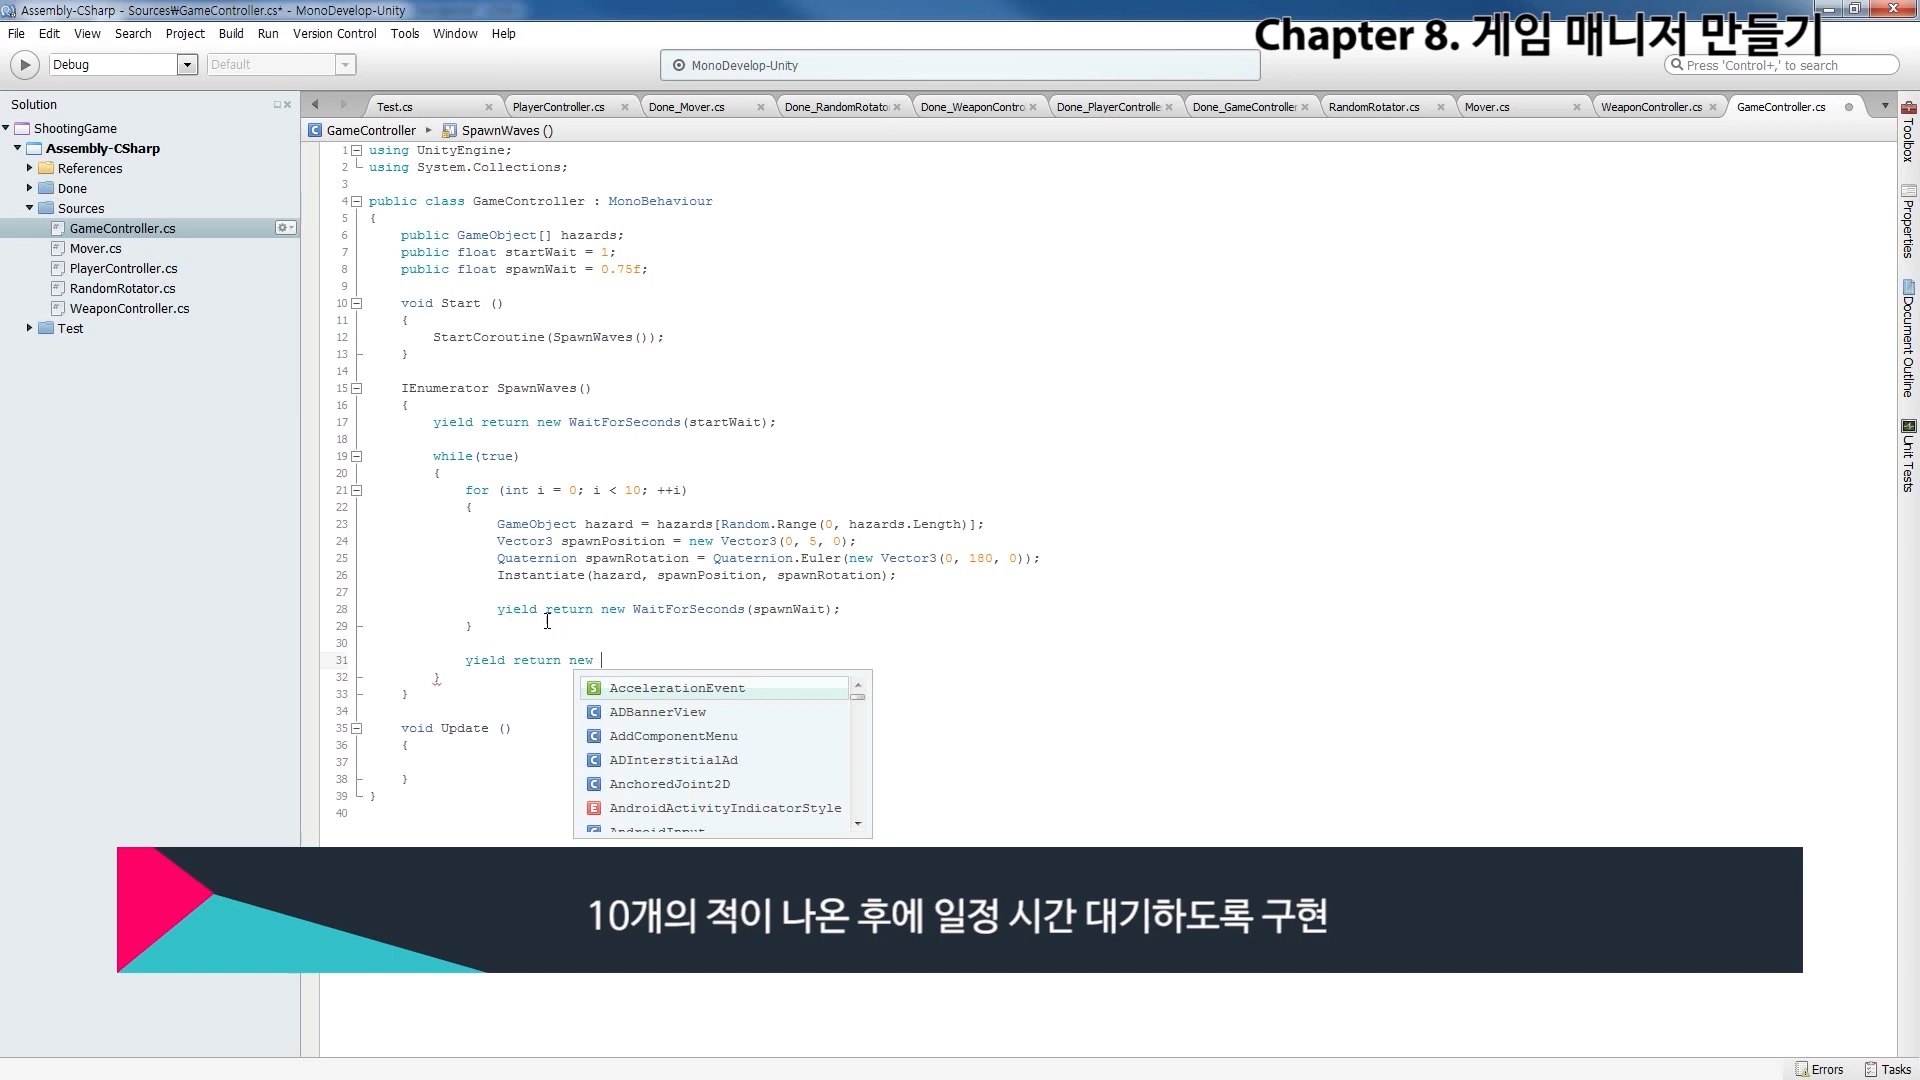 Assembly-CSharp - Sources₩GameController.cs* - MonoDevelop-Unity
Chapter 8. 게임 매니져 만들기
File Edit View Search Project Build Run Version Control Tools Window Help
Debug Default MonoDevelop-Unity Press 'Control+,' to search
Solution
ShootingGame
Assembly-CSharp
References
Done
Sources
GameController.cs
Mover.cs
PlayerController.cs
RandomRotator.cs
WeaponController.cs
Test
Test.cs PlayerController.cs Done_Mover.cs Done_RandomRotato Done_WeaponContro Done_PlayerControlle Done_GameController RandomRotator.cs Mover.cs WeaponController.cs GameController.cs
GameController SpawnWaves ()
1 using UnityEngine;
2 using System.Collections;
3
4 public class GameController : MonoBehaviour
5 {
6 public GameObject[] hazards;
7 public float startWait = 1;
8 public float spawnWait = 0.75f;
9
10 void Start ()
11 {
12 StartCoroutine(SpawnWaves());
13 }
14
15 IEnumerator SpawnWaves()
16 {
17 yield return new WaitForSeconds(startWait);
18
19 while(true)
20 {
21 for (int i = 0; i < 10; ++i)
22 {
23 GameObject hazard = hazards[Random.Range(0, hazards.Length)];
24 Vector3 spawnPosition = new Vector3(0, 5, 0);
25 Quaternion spawnRotation = Quaternion.Euler(new Vector3(0, 180, 0));
26 Instantiate(hazard, spawnPosition, spawnRotation);
27
28 yield return new WaitForSeconds(spawnWait);
29 }
30
31 yield return new
32 }
33 }
34
35 void Update ()
36 {
37
38 }
39 }
40
S AccelerationEvent
C ADBannerView
C AddComponentMenu
C ADInterstitialAd
C AnchoredJoint2D
E AndroidActivityIndicatorStyle
AndroidInput
Toolbox
Properties
Document Outline
Unit Tests
10개의 적이 나온 후에 일정 시간 대기하도록 구현
Errors Tasks